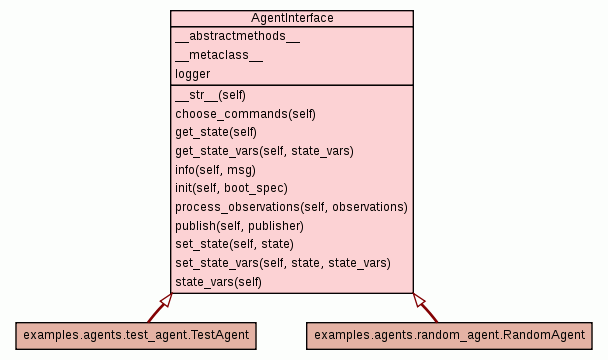 AgentInterface
__abstractmethods__
__metaclass__
logger
__str__(self)
choose_commands(self)
get_state(self)
get_state_vars(self, state_vars)
info(self, msg)
init(self, boot_spec)
process_observations(self, observations)
publish(self, publisher)
set_state(self, state)
set_state_vars(self, state, state_vars)
state_vars(self)
examples.agents.test_agent.TestAgent
examples.agents.random_agent.RandomAgent